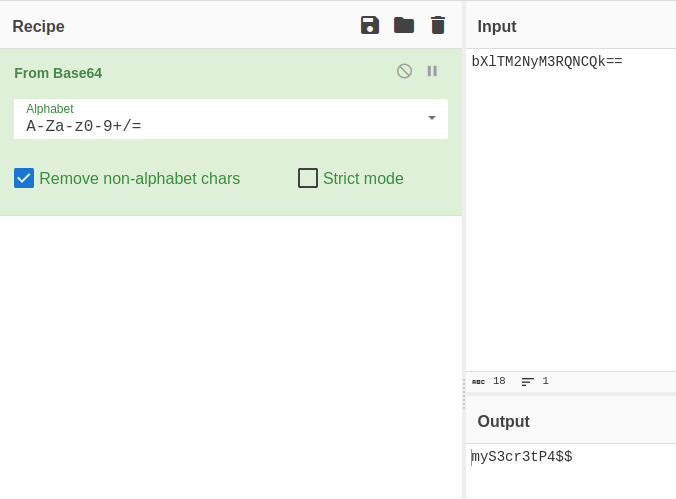 Recipe
From Base64
Alphabet
A-Za-z0-9+/=
Remove non-alphabet chars
Strict mode
Input
bXlTM2NyM3RQNCQk==
ABC 18 1
Output
myS3cr3tP4$$